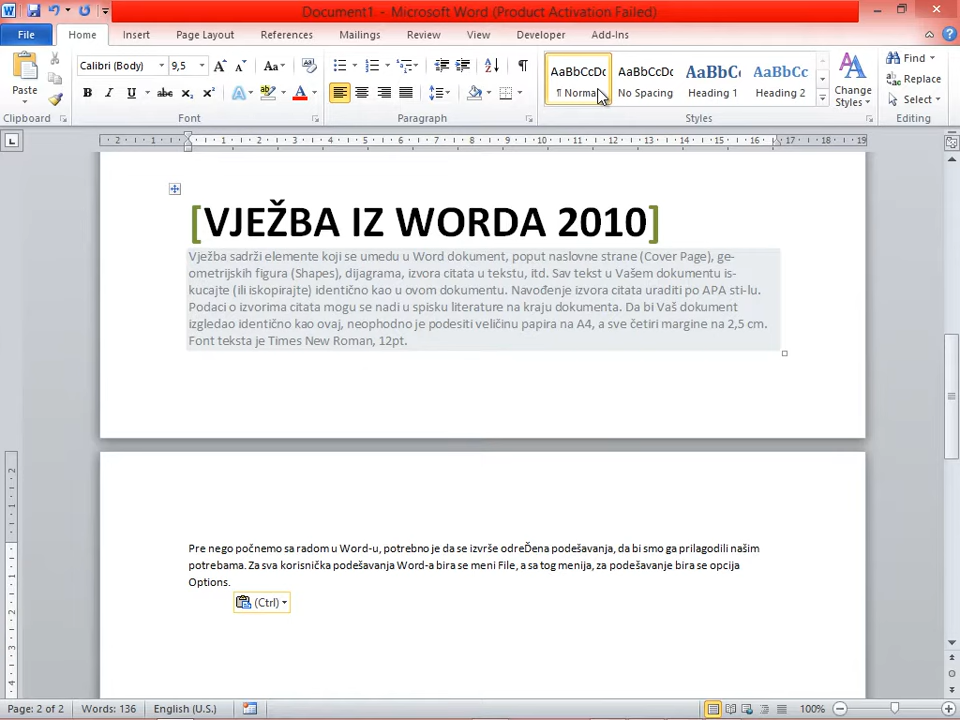 Document1 - Microsoft Word (Product Activation Failed)
File Home Insert Page Layout References Mailings Review View Developer Add-Ins
Calibri (Body) 9,5
AaBbCcDc AaBbCcDc AaBbCc AaBbCc
¶ Normal No Spacing Heading 1 Heading 2
Paste
Change Styles
Find
Replace
Select
Clipboard Font Paragraph Styles Editing
[VJEŽBA IZ WORDA 2010]
Vježba sadrži elemente koji se umedu u Word dokument, poput naslovne strane (Cover Page), ge-
ometrijskih figura (Shapes), dijagrama, izvora citata u tekstu, itd. Sav tekst u Vašem dokumentu is-
kucajte (ili iskopirajte) identično kao u ovom dokumentu. Navođenje izvora citata uraditi po APA sti-lu.
Podaci o izvorima citata mogu se nadi u spisku literature na kraju dokumenta. Da bi Vaš dokument
izgledao identično kao ovaj, neophodno je podesiti veličinu papira na A4, a sve četiri margine na 2,5 cm.
Font teksta je Times New Roman, 12pt.
Pre nego počnemo sa radom u Word-u, potrebno je da se izvrše odreĎena podešavanja, da bi smo ga prilagodili našim
potrebama. Za sva korisnička podešavanja Word-a bira se meni File, a sa tog menija, za podešavanje bira se opcija
Options.
(Ctrl)
Page: 2 of 2 Words: 136 English (U.S.) 100%